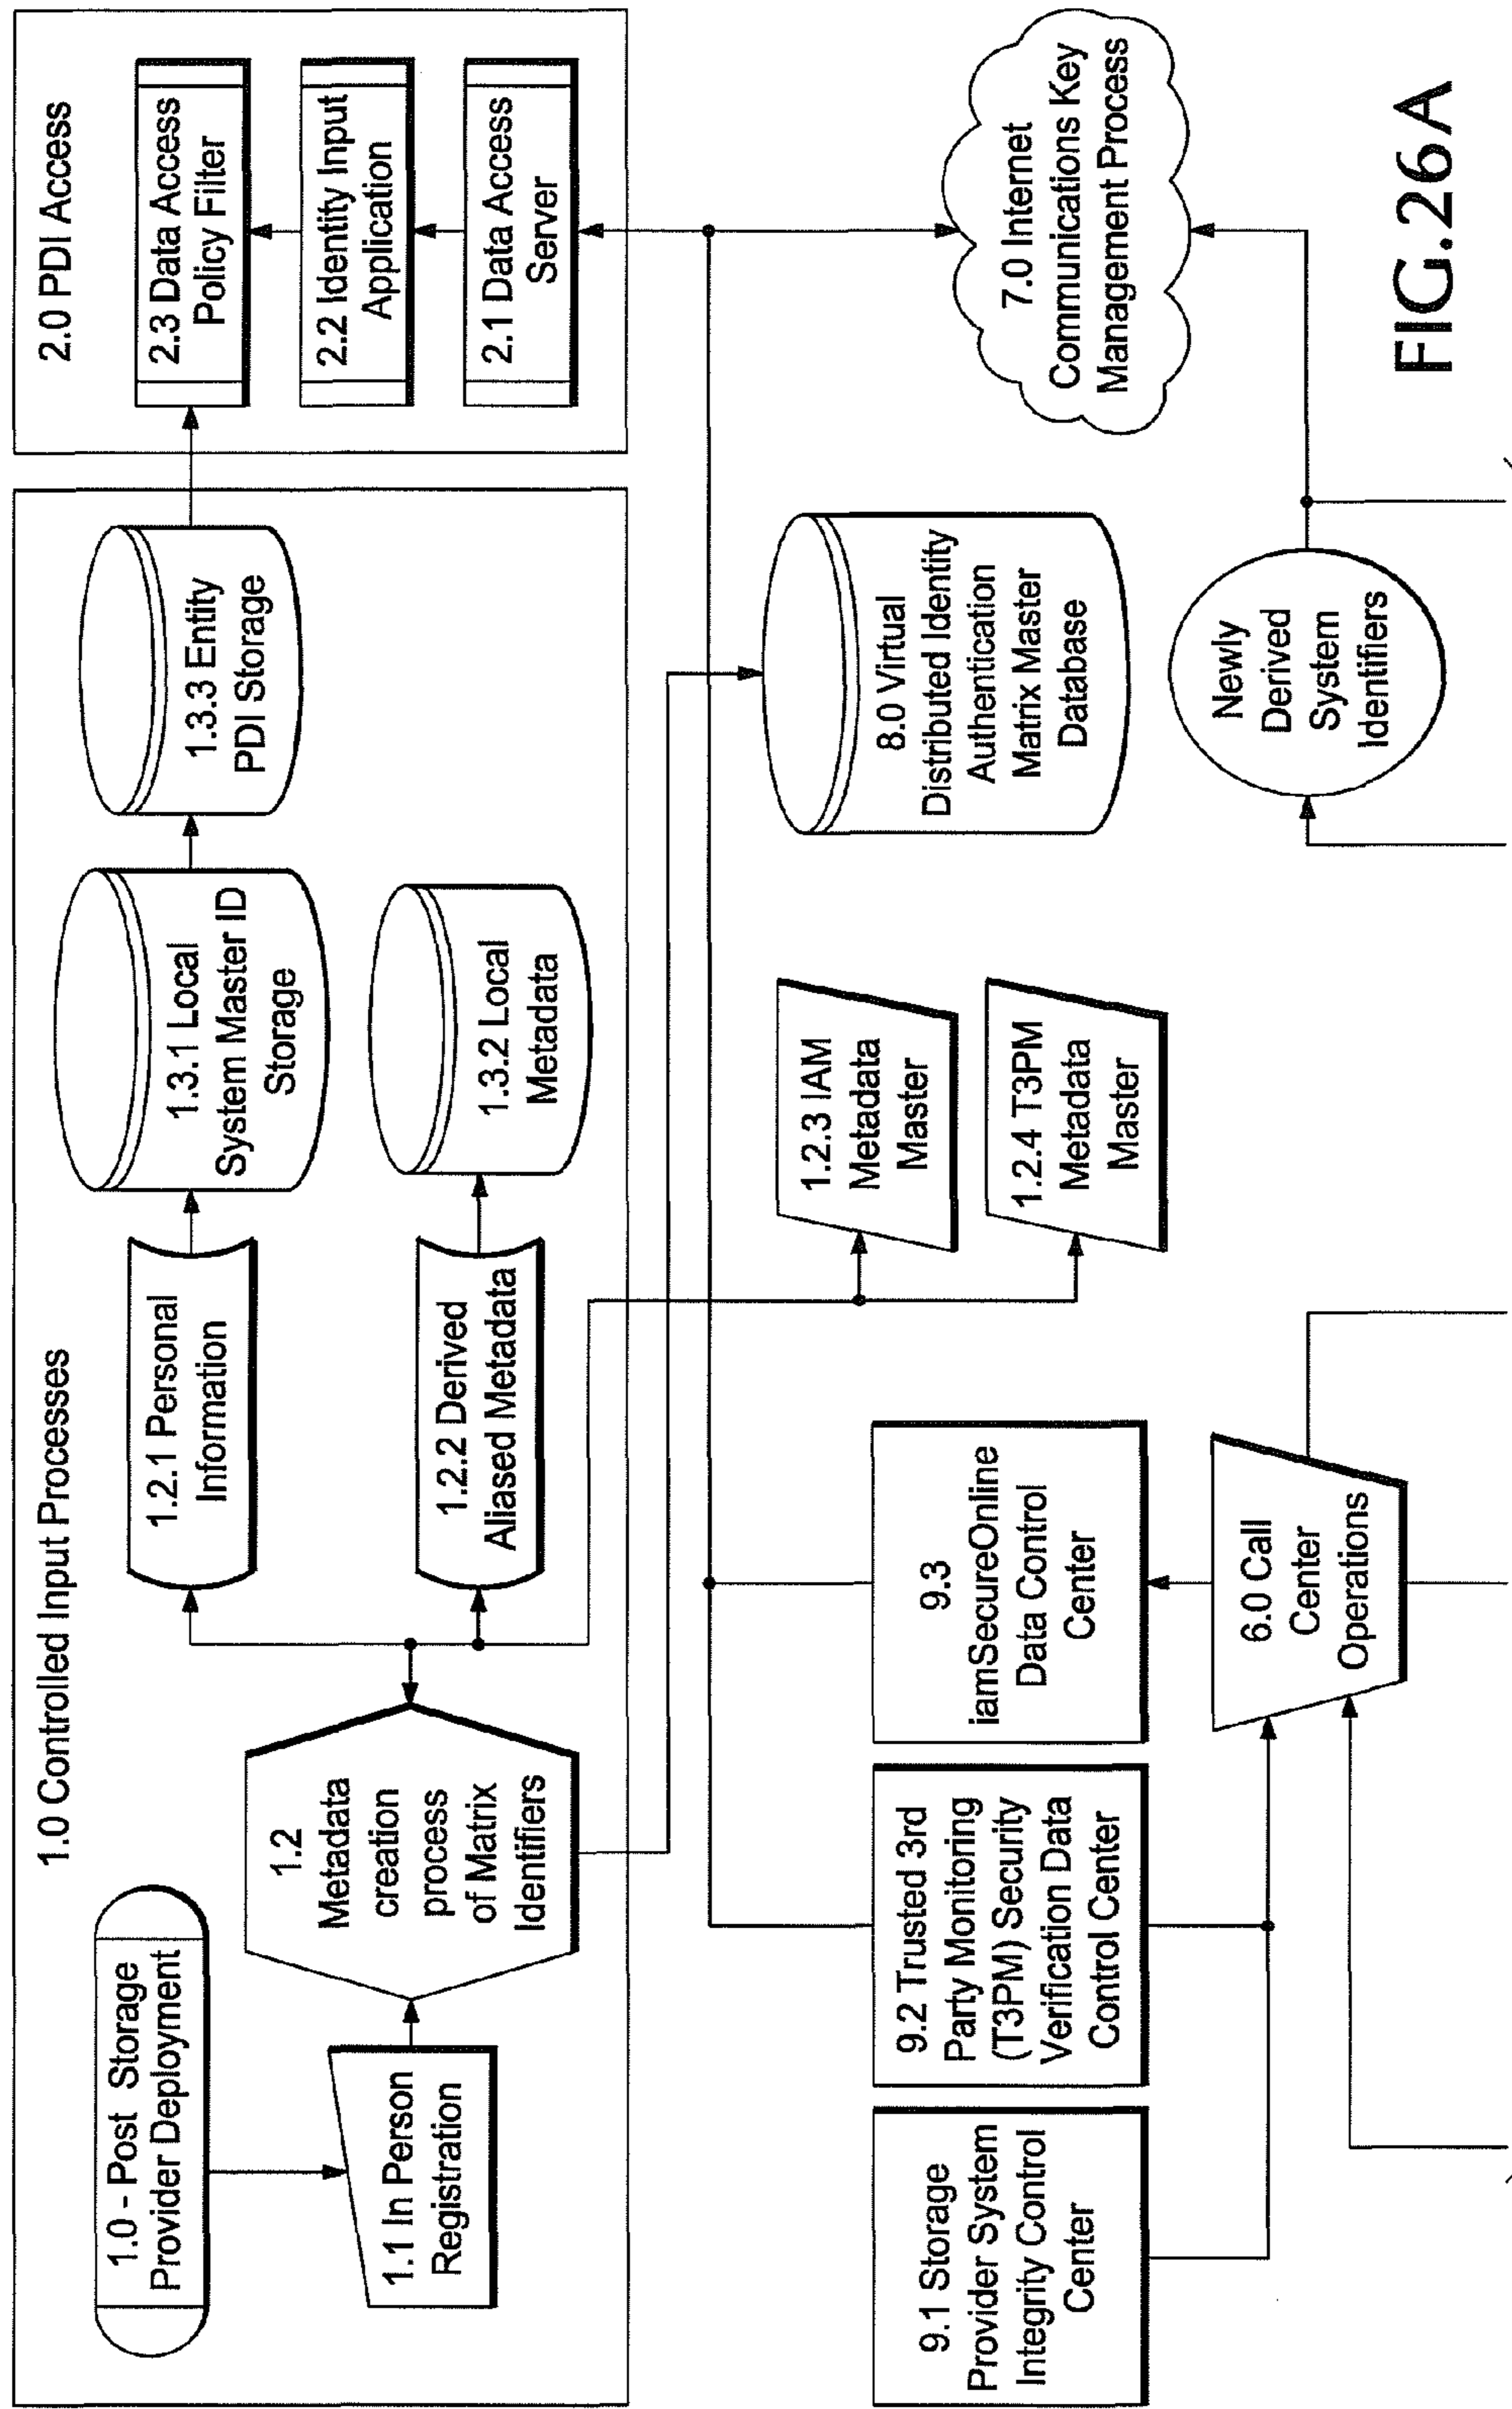 1.0 Controlled Input Processes
1.0 - Post Storage
Provider Deployment
1.1 In Person
Registration
1.2
Metadata
creation
process
of Matrix
Identifiers
1.2.1 Personal
Information
1.2.2 Derived
Aliased Metadata
1.3.1 Local
System Master ID
Storage
1.3.2 Local
Metadata
1.3.3 Entity
PDI Storage
2.0 PDI Access
2.3 Data Access
Policy Filter
2.2 Identity Input
Application
2.1 Data Access
Server
9.1 Storage
Provider System
Integrity Control
Center
9.2 Trusted 3rd
Party Monitoring
(T3PM) Security
Verification Data
Control Center
9.3
iamSecureOnline
Data Control
Center
6.0 Call
Center
Operations
1.2.3 IAM
Metadata
Master
1.2.4 T3PM
Metadata
Master
8.0 Virtual
Distributed Identity
Authentication
Matrix Master
Database
Newly
Derived
System
Identifiers
7.0 Internet
Communications Key
Management Process
FIG.26A